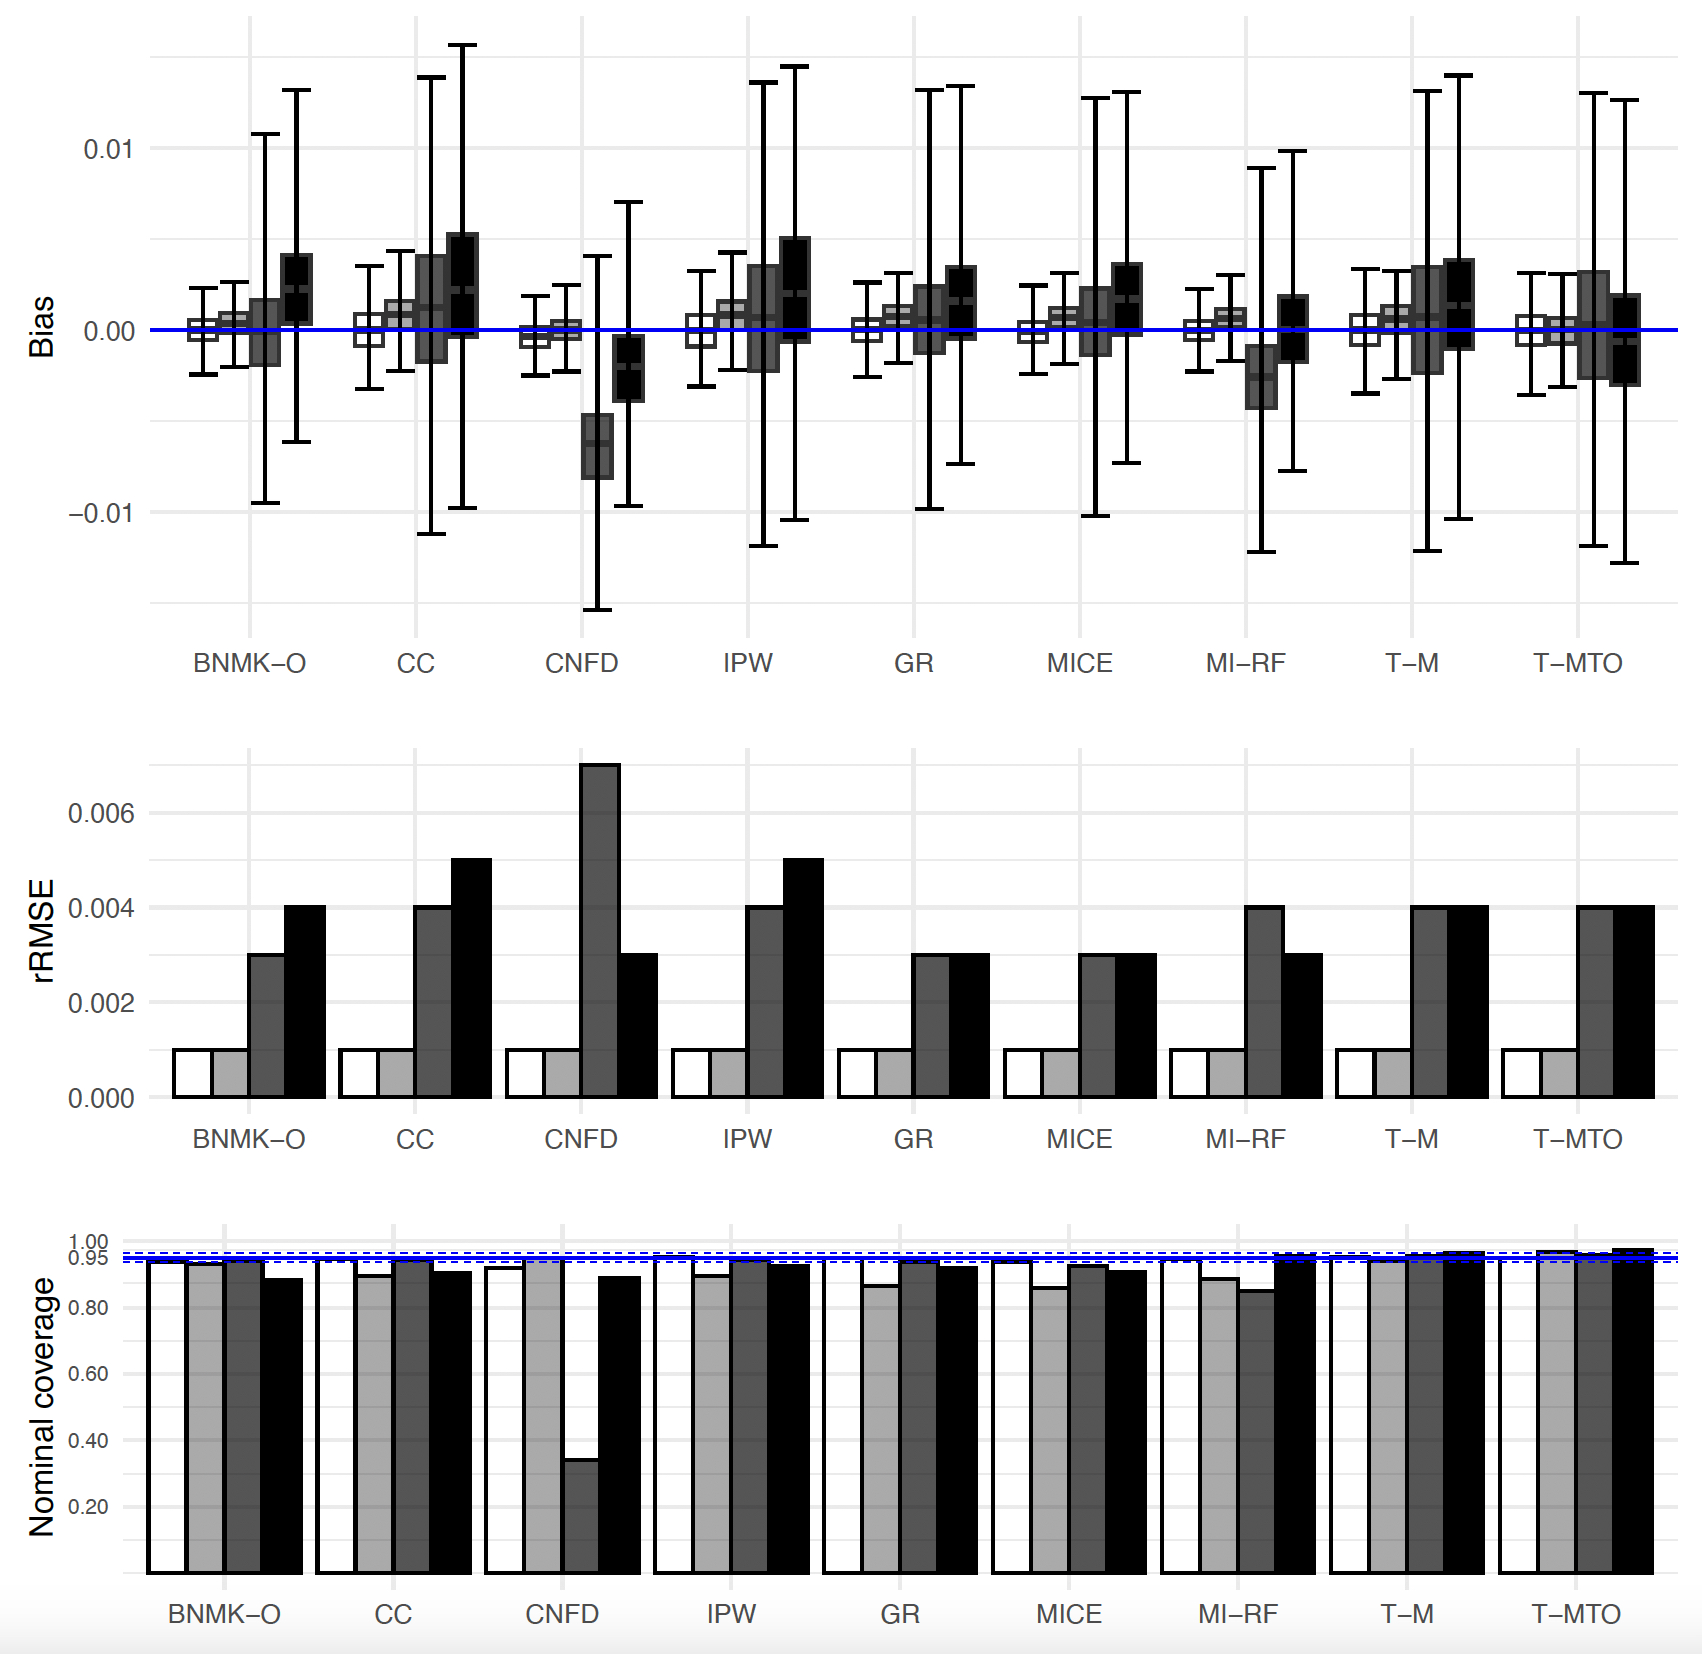 Bias
0.01
0.00
−0.01
BNMK−O CC CNFD IPW GR MICE MI−RF T−M T−MTO
rRMSE
0.006
0.004
0.002
0.000
BNMK−O CC CNFD IPW GR MICE MI−RF T−M T−MTO
Nominal coverage
1.00
0.95
0.80
0.60
0.40
0.20
BNMK−O CC CNFD IPW GR MICE MI−RF T−M T−MTO